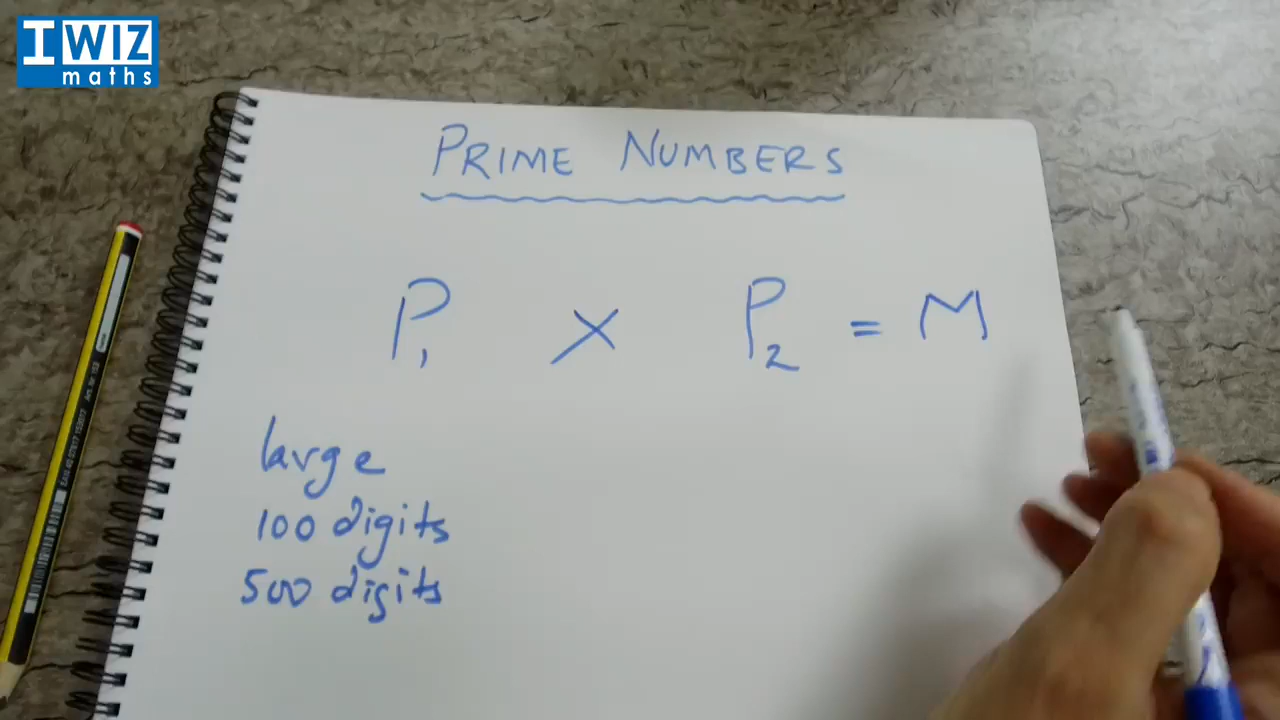 IWIZ
maths
PRIME NUMBERS
P₁ × P₂ = M
large
100 digits
500 digits